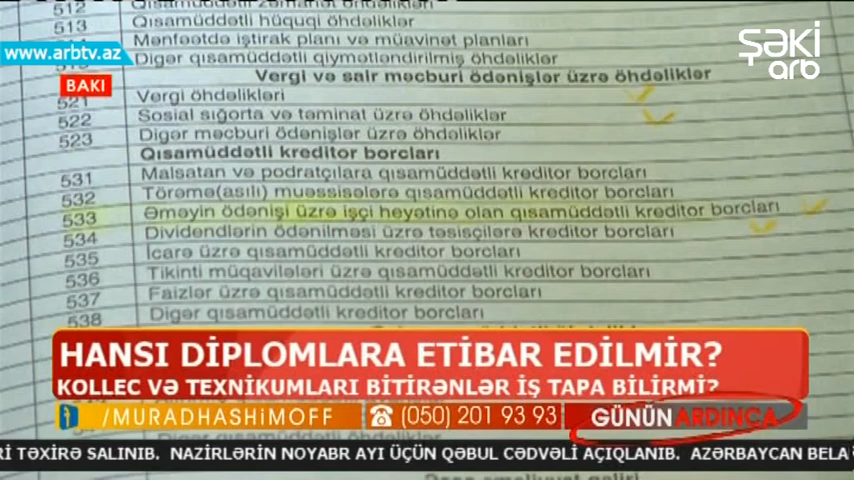 512 Qısamüddətli zəmanət öhdəlikləri
513 Qısamüddətli hüquqi öhdəliklər
514 Mənfəətdə iştirak planı və müavinət planları
Digər qısamüddətli qiymətləndirilmiş öhdəliklər
Vergi və sair məcburi ödənişlər üzrə öhdəliklər
521 Vergi öhdəlikləri
522 Sosial sığorta və təminat üzrə öhdəliklər
523 Digər məcburi ödənişlər üzrə öhdəliklər
Qısamüddətli kreditor borcları
531 Malsatan və podratçılara qısamüddətli kreditor borcları
532 Törəmə(asılı) muəssisələrə qısamüddətli kreditor borcları
533 Əməyin ödənişi üzrə işçi heyətinə olan qısamüddətli kreditor borcları
534 Dividendlərin ödənilməsi üzrə təsisçilərə kreditor borcları
535 İcarə üzrə qısamüddətli kreditor borcları
536 Tikinti müqavilələri üzrə qısamüddətli kreditor borcları
537 Faizlər üzrə qısamüddətli kreditor borcları
538 Digər qısamüddətli kreditor borcları
www.arbtv.az
BAKI
şəki
arb
HANSI DİPLOMLARA ETİBAR EDİLMİR?
KOLLEC VƏ TEXNİKUMLARI BİTİRƏNLƏR İŞ TAPA BİLİRMİ?
/MURADHASHiMOFF
(050) 201 93 93
GÜNÜN ARDINCA
Rİ TƏXİRƏ SALINIB. NAZİRLƏRİN NOYABR AYI ÜÇÜN QƏBUL CƏDVƏLİ AÇIQLANIB. AZƏRBAYCAN BELA